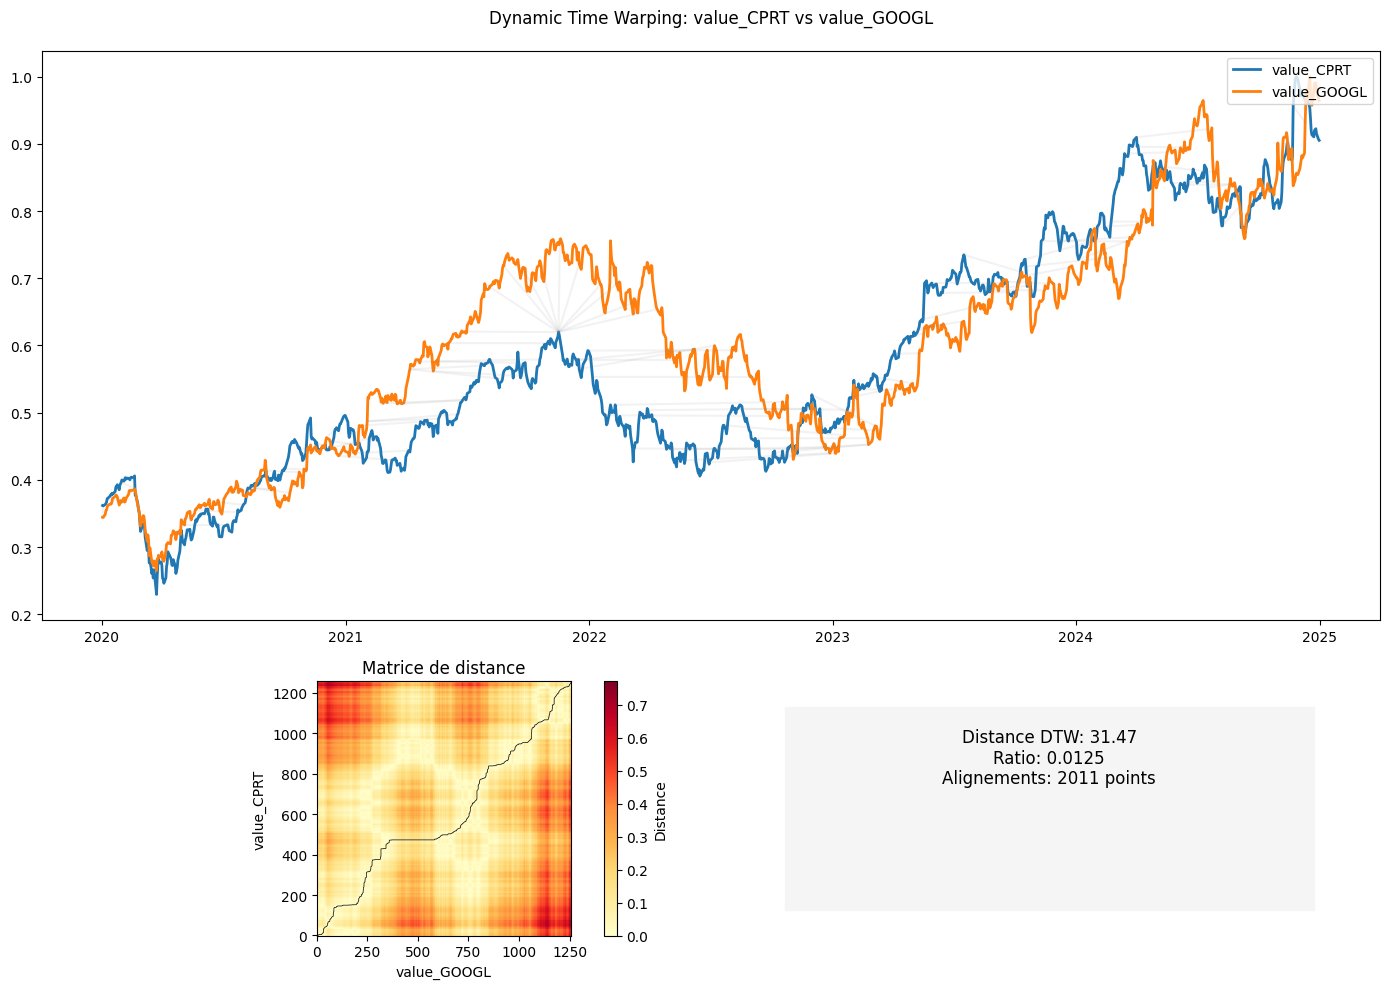 Dynamic Time Warping: value_CPRT vs value_GOOGL
value_CPRT
value_GOOGL
1.0
0.9
0.8
0.7
0.6
0.5
0.4
0.3
0.2
2020 2021 2022 2023 2024 2025
Matrice de distance
value_CPRT
1200
1000
800
600
400
200
0
0 250 500 750 1000 1250
value_GOOGL
0.7
0.6
0.5
0.4
0.3
0.2
0.1
0.0
Distance
Distance DTW: 31.47
Ratio: 0.0125
Alignements: 2011 points